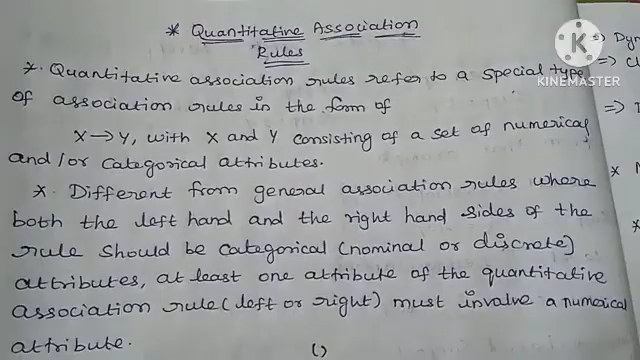 * Quantitative Association
Rules
*. Quantitative association rules refer to a special type
of association rules in the form of
X → Y, with X and Y consisting of a set of numerical
and/or categorical attributes.
*. Different from general association rules where
both the left hand and the right hand sides of the
rule should be categorical (nominal or discrete)
attributes, at least one attribute of the quantitative
association rule (left or right) must involve a numerical
attribute.
KINEMASTER
⇒ Dyn
⇒ Cl